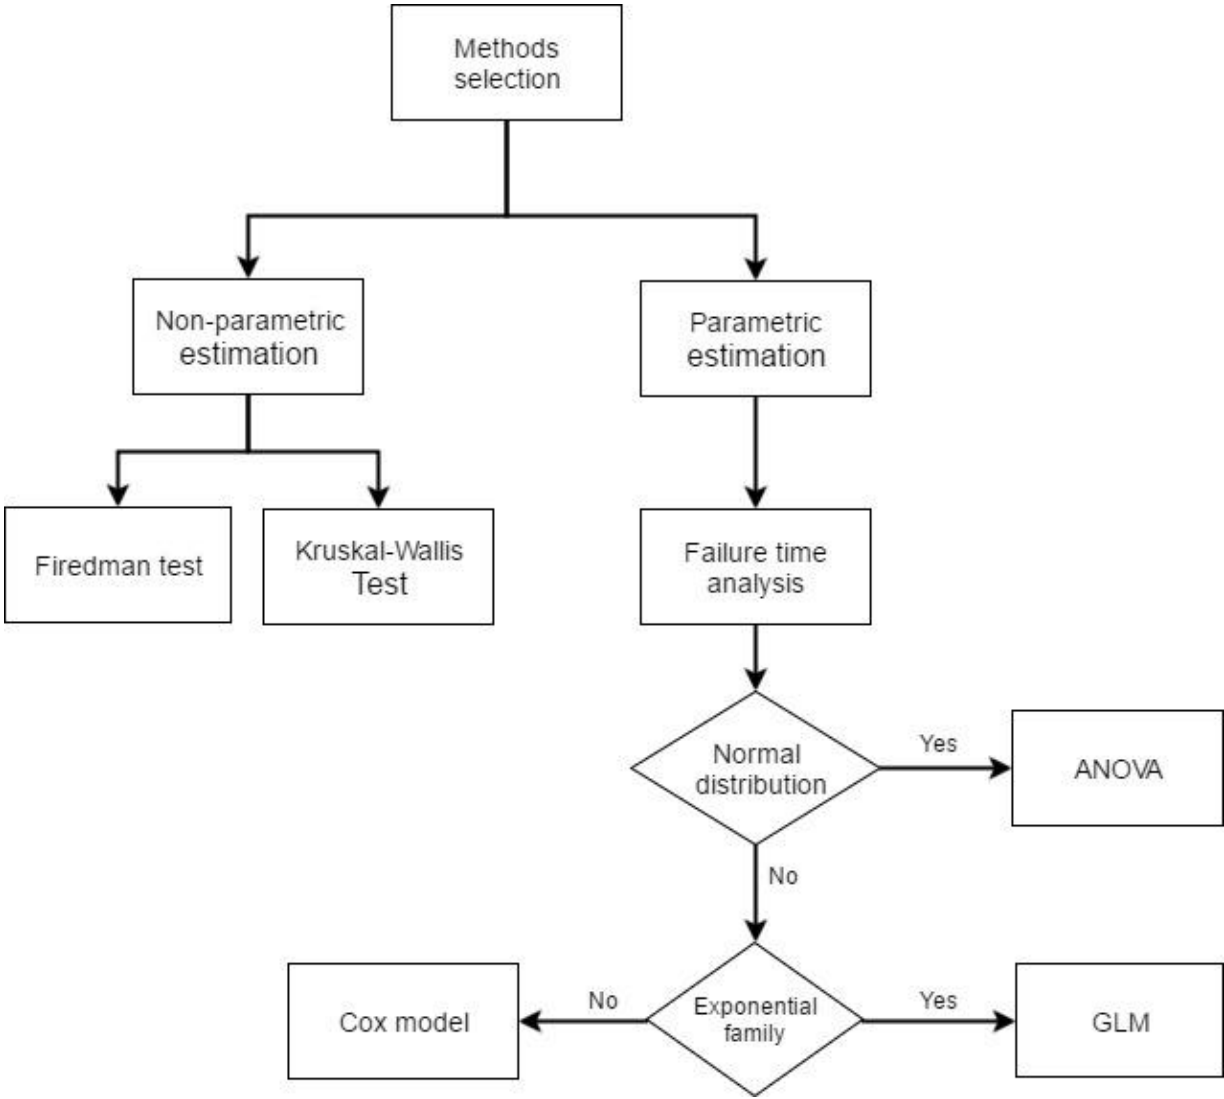 Methods
selection
Non-parametric
estimation
Parametric
estimation
Firedman test
Kruskal-Wallis
Test
Failure time
analysis
Normal
distribution
Yes
ANOVA
No
Cox model
No
Exponential
family
Yes
GLM